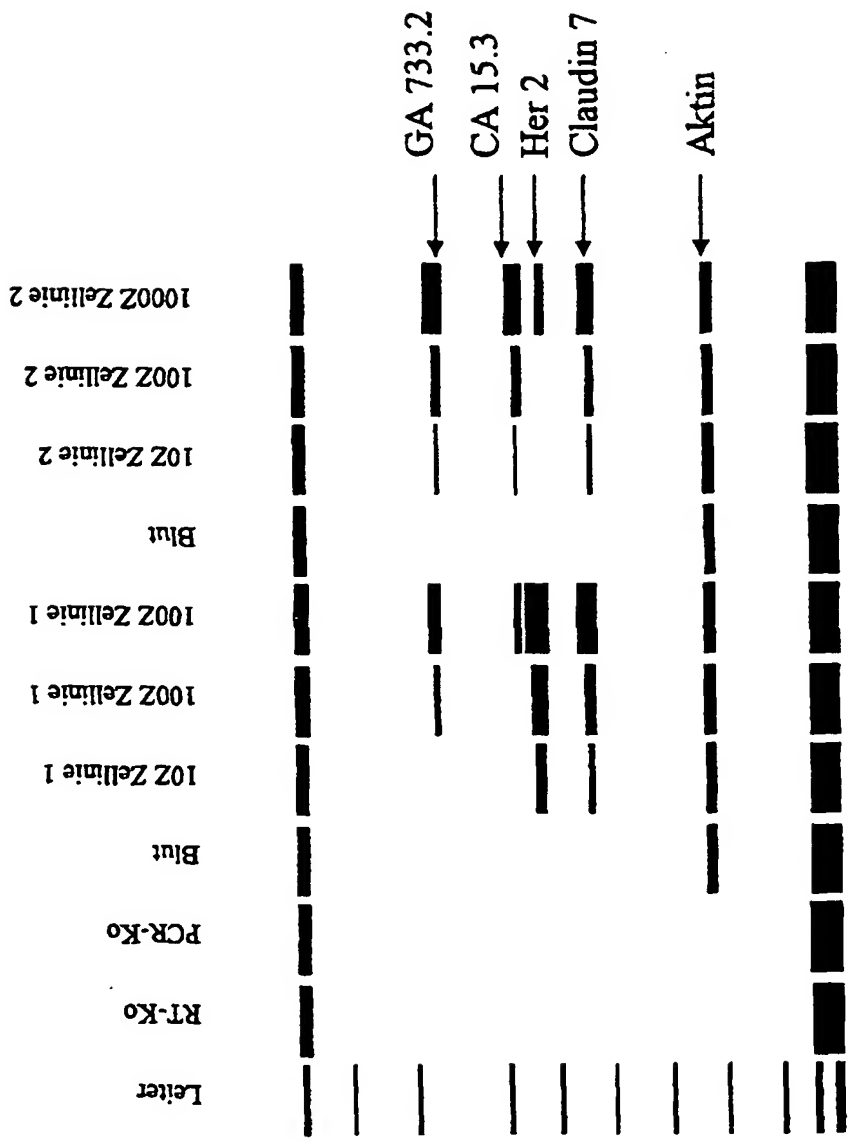 GA 733.2
CA 15.3
Her 2
Claudin 7
Aktin
1000Z Zellinie 2
100Z Zellinie 2
10Z Zellinie 2
Blut
100Z Zellinie 1
100Z Zellinie 1
10Z Zellinie 1
Blut
PCR-Ko
RT-Ko
Leiter